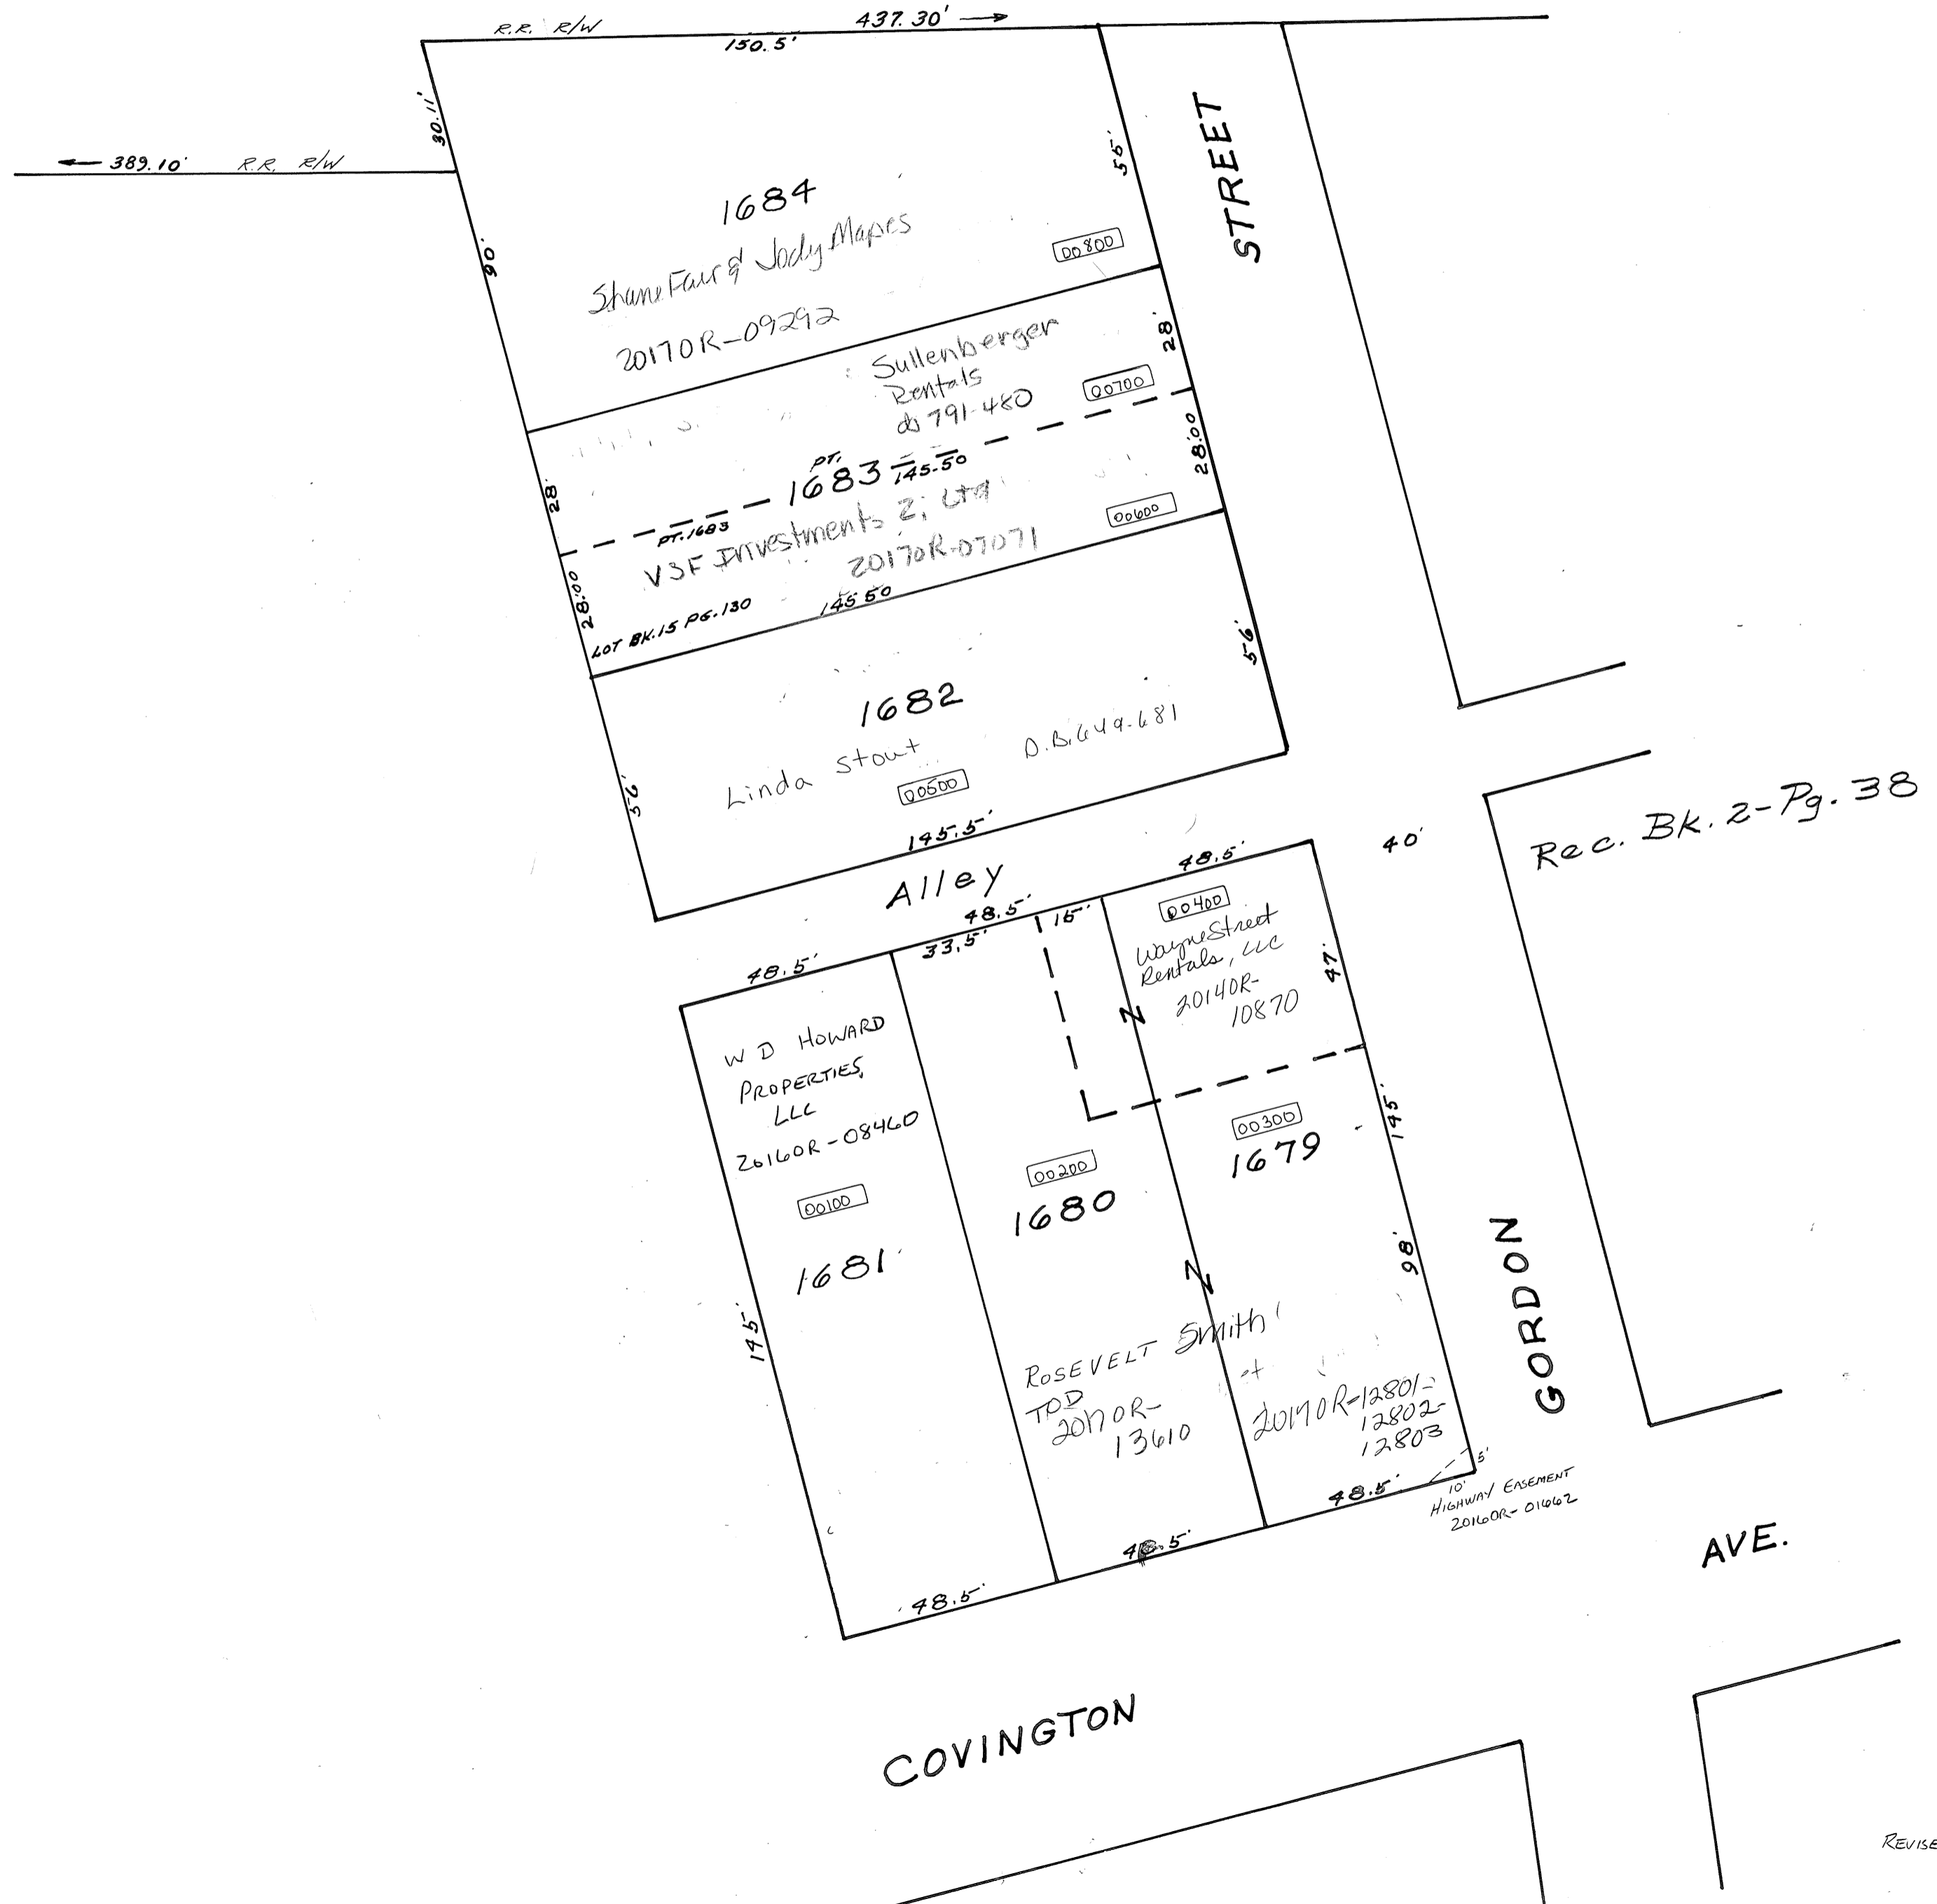 R.R. R/W
437.30'
150.5'
30.11'
389.10' R.R. R/W
90'
55'
STREET
1684
Shane Fair & Jody Mapes
20170R-09292
00800
28'
Sullenberger
Rentals
db 791-480
00700
28.00
PT.
1683
145.50
28'
PT. 1683
VSF Investments 2, Ltd
20170R-07071
00600
28.00
LOT BK.15 PG.130
145.50
56'
1682
Linda Stout
D.B. 649-681
00500
56'
145.5'
Alley
40'
Rec. Bk. 2-Pg. 38
48.5'
48.5'
15'
33.5'
48.5'
00400
Wayne Street
Rentals, LLC
20140R-
10870
47'
W D HOWARD
PROPERTIES,
LLC
20160R-08460
00100
1681
145'
00200
1680
00300
1679
145'
98'
GORDON
ROSEVELT Smith
TOD
20170R-
13610
et
20170R-12801-
12802-
12803
5'
10'
HIGHWAY EASEMENT
20160R-01662
48.5'
48.5'
48.5'
AVE.
COVINGTON
REVISE